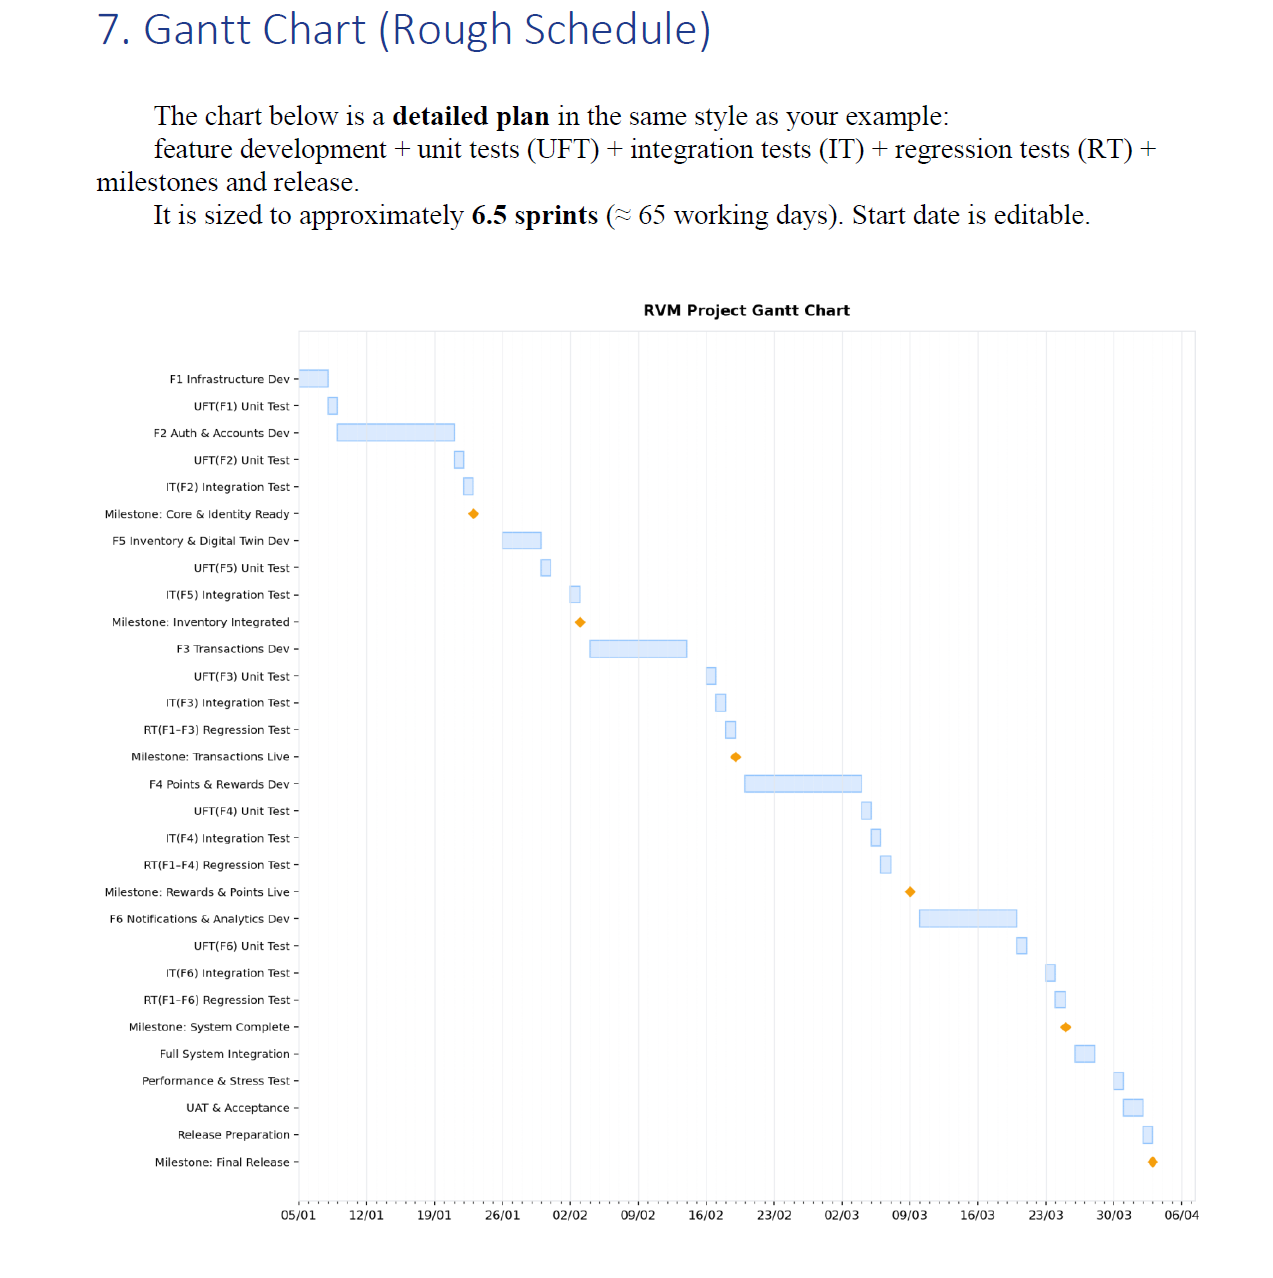 7. Gantt Chart (Rough Schedule)
The chart below is a detailed plan in the same style as your example:
feature development + unit tests (UFT) + integration tests (IT) + regression tests (RT) +
milestones and release.
It is sized to approximately 6.5 sprints (≈ 65 working days). Start date is editable.
RVM Project Gantt Chart
F1 Infrastructure Dev
UFT(F1) Unit Test
F2 Auth & Accounts Dev
UFT(F2) Unit Test
IT(F2) Integration Test
Milestone: Core & Identity Ready
F5 Inventory & Digital Twin Dev
UFT(F5) Unit Test
IT(F5) Integration Test
Milestone: Inventory Integrated
F3 Transactions Dev
UFT(F3) Unit Test
IT(F3) Integration Test
RT(F1–F3) Regression Test
Milestone: Transactions Live
F4 Points & Rewards Dev
UFT(F4) Unit Test
IT(F4) Integration Test
RT(F1–F4) Regression Test
Milestone: Rewards & Points Live
F6 Notifications & Analytics Dev
UFT(F6) Unit Test
IT(F6) Integration Test
RT(F1–F6) Regression Test
Milestone: System Complete
Full System Integration
Performance & Stress Test
UAT & Acceptance
Release Preparation
Milestone: Final Release
05/01 12/01 19/01 26/01 02/02 09/02 16/02 23/02 02/03 09/03 16/03 23/03 30/03 06/04